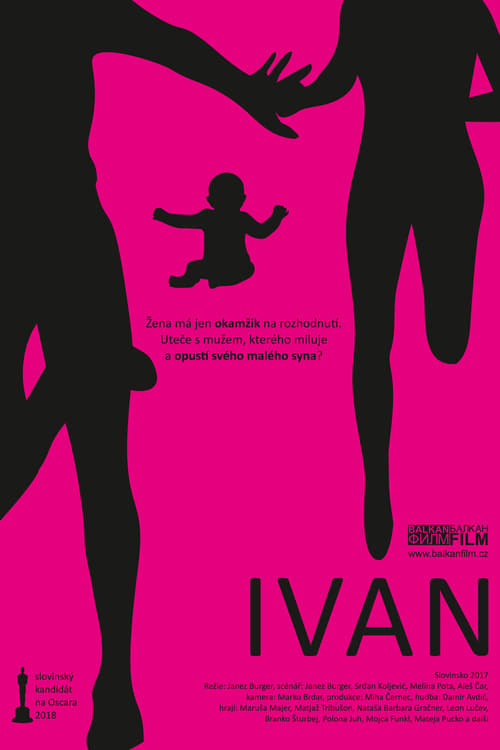 Žena má jen okamžik na rozhodnutí.
Uteče s mužem, kterého miluje
a opustí svého malého syna?
BALKANБАЛКАН
ФИЛМFILM
www.balkanfilm.cz
IVAN
slovinský
kandidát
na Oscara
2018
Slovinsko 2017
Režie: Janez Burger, scénář: Janez Burger, Srdan Koljević, Melina Pota, Aleš Čar,
kamera: Marko Brdar, produkce: Miha Černec, hudba: Damir Avdić,
hrají: Maruša Majer, Matjaž Tribušon, Nataša Barbara Gračner, Leon Lučev,
Branko Šturbej, Polona Juh, Mojca Funkl, Mateja Pucko a další